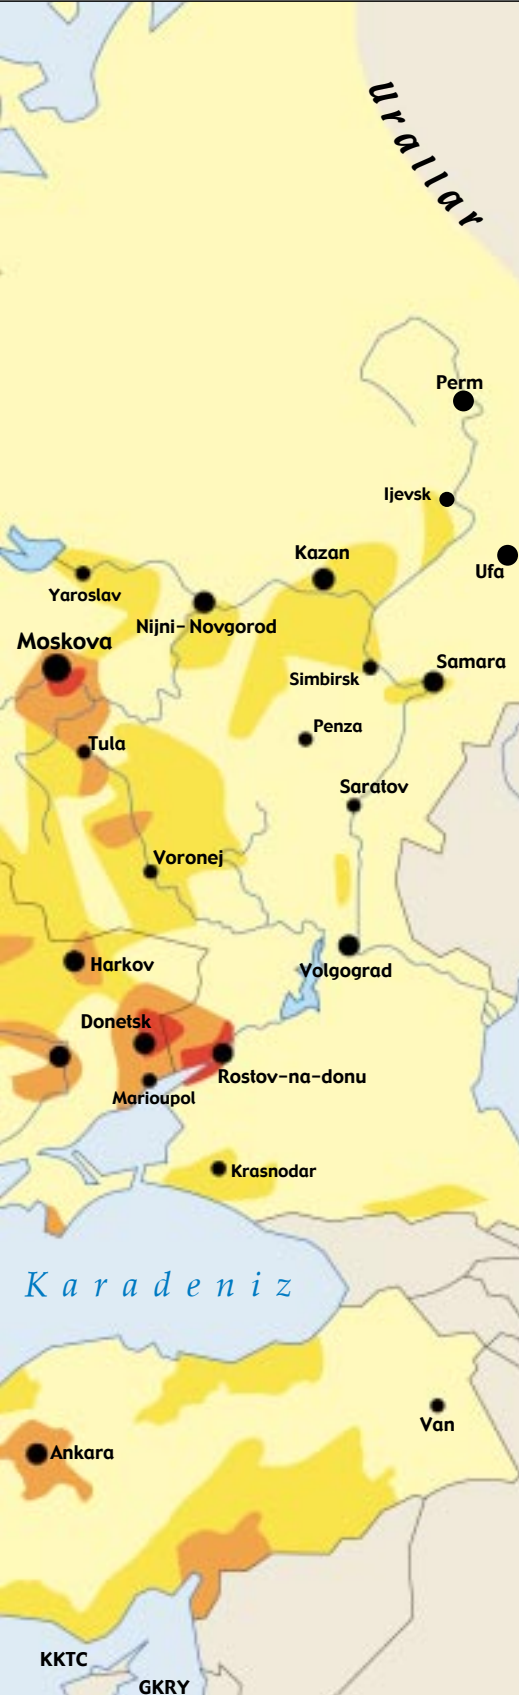 Urallar
Perm
Ijevsk
Kazan
Ufa
Yaroslav
Nijni-Novgorod
Moskova
Samara
Simbirsk
Penza
Tula
Saratov
Voronej
Harkov
Volgograd
Donetsk
Rostov-na-donu
Marioupol
Krasnodar
Karadeniz
Van
Ankara
KKTC
GKRY